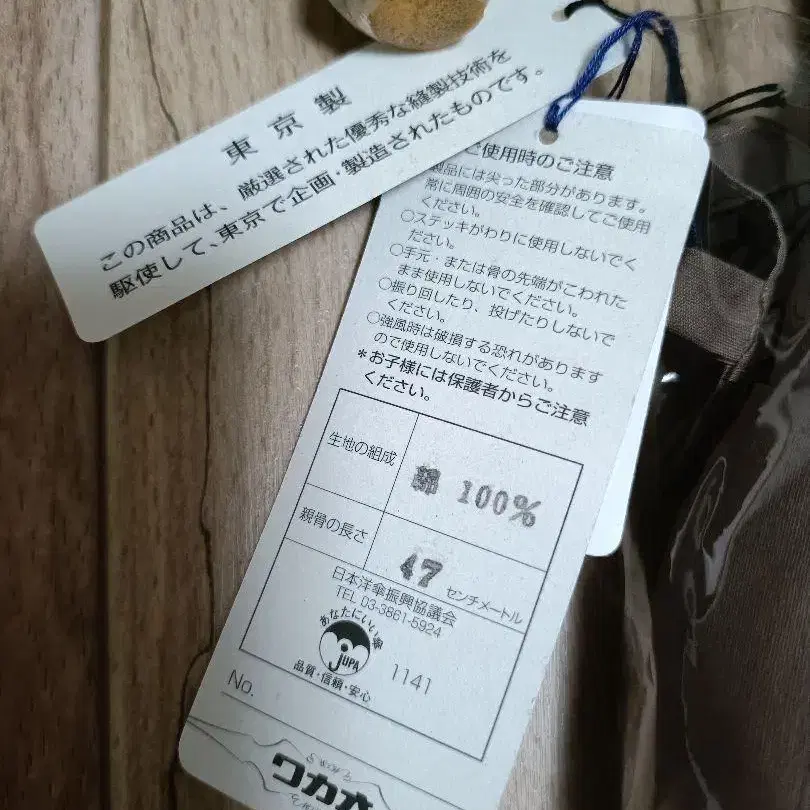 東京製
この商品は、厳選された優秀な縫製技術を
駆使して、東京で企画・製造されたものです。
ご使用時のご注意
製品には尖った部分があります。
常に周囲の安全を確認してご使用
ください。
○ステッキがわりに使用しないでく
ださい。
○手元・または骨の先端がこわれた
まま使用しないでください。
○振り回したり、投げたりしないで
ください。
○強風時は破損する恐れがあります
ので使用しないでください。
*お子様には保護者からご注意
ください。
生地の組成
綿 100%
親骨の長さ
47 センチメートル
日本洋傘振興協議会
TEL 03-3861-5924
あなたにいい傘
JUPA
品質・信頼・安心
1141
No.
ワカオ